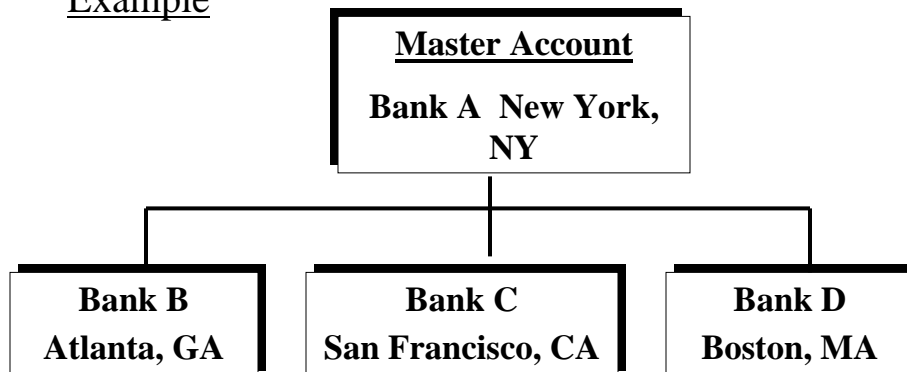 Example
Master Account
Bank A  New York,
NY
Bank B
Atlanta, GA
Bank C
San Francisco, CA
Bank D
Boston, MA